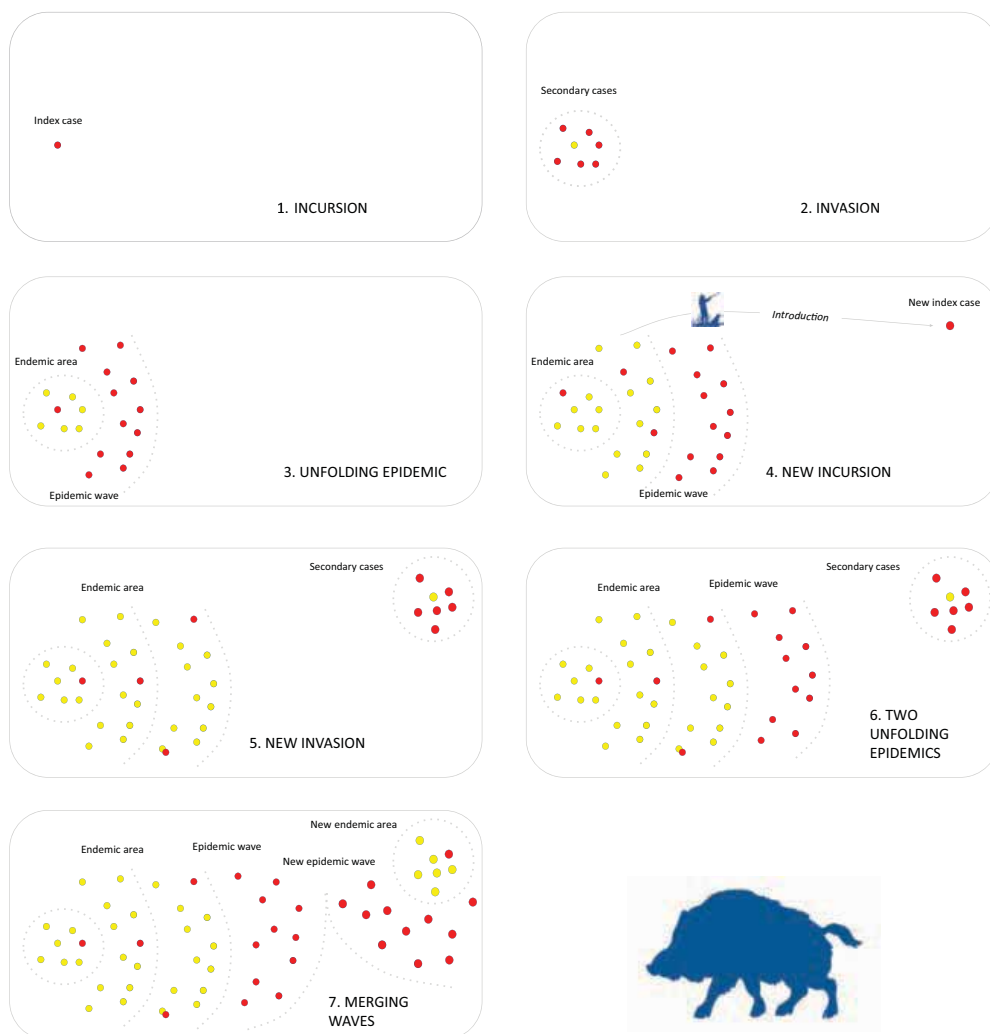 Index case
1. INCURSION
Secondary cases
2. INVASION
Endemic area
Epidemic wave
3. UNFOLDING EPIDEMIC
Introduction
New index case
Endemic area
Epidemic wave
4. NEW INCURSION
Secondary cases
Endemic area
5. NEW INVASION
Secondary cases
Epidemic wave
Endemic area
6. TWO
UNFOLDING
EPIDEMICS
New endemic area
Epidemic wave
Endemic area
New epidemic wave
7. MERGING
WAVES